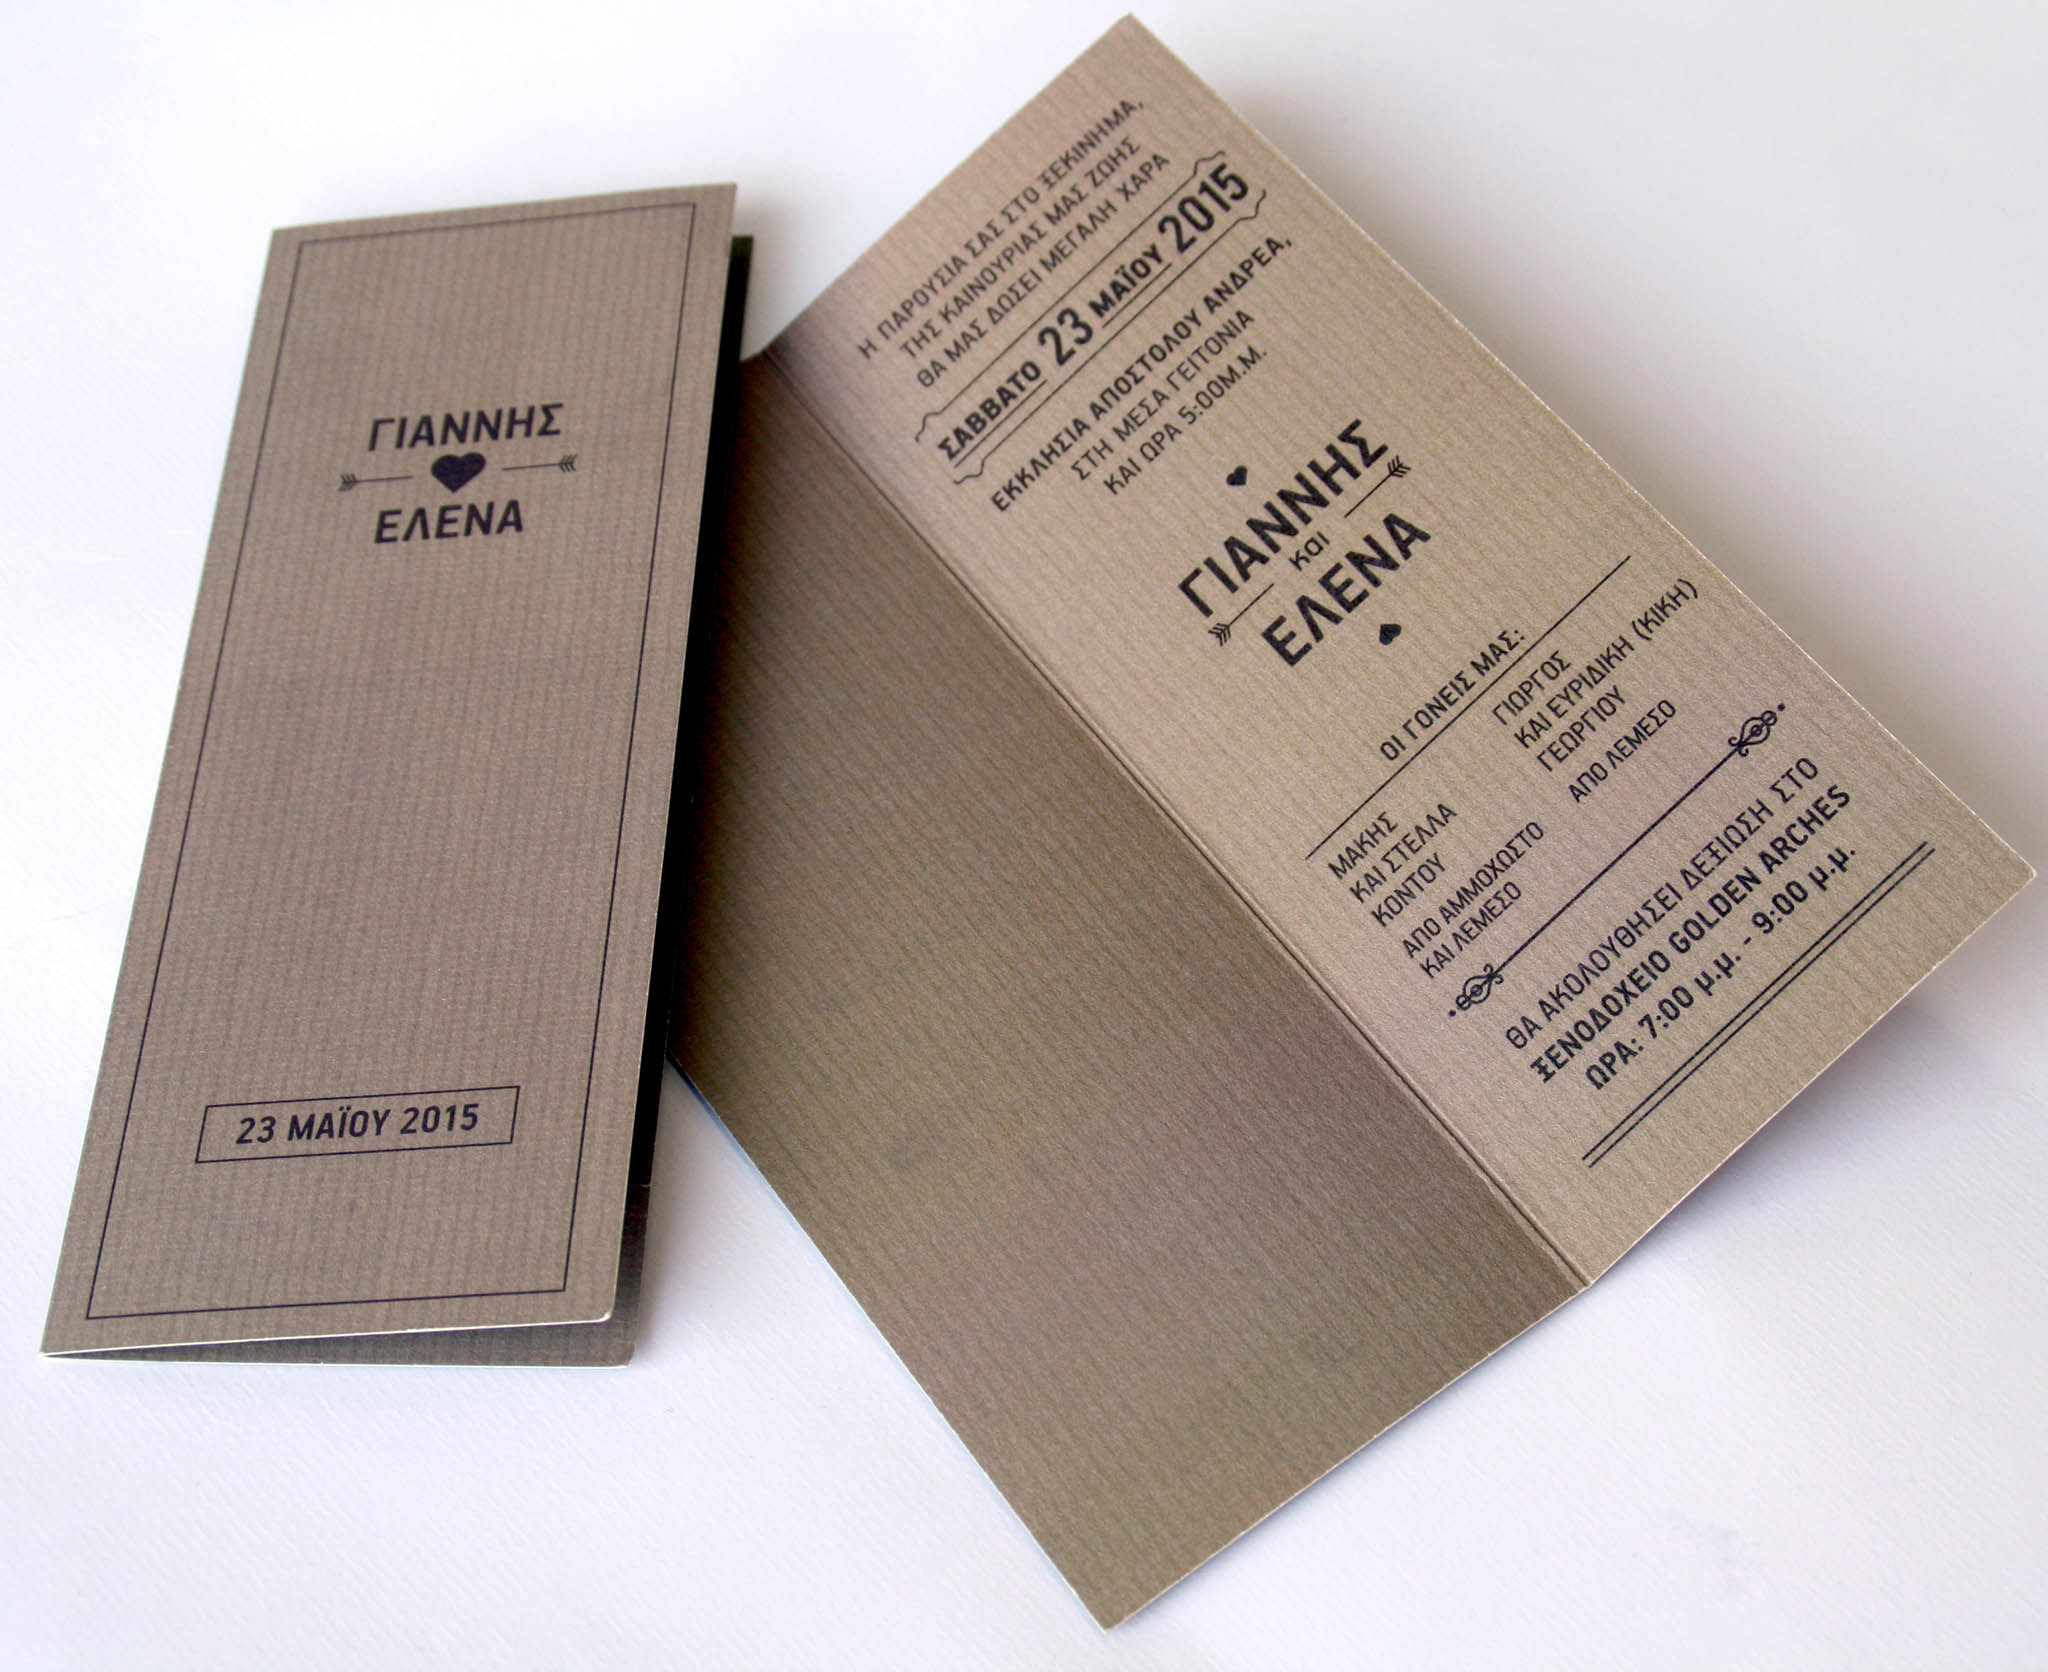 ΓΙΑΝΝΗΣ
ΕΛΕΝΑ
23 ΜΑΪΟΥ 2015
Η ΠΑΡΟΥΣΙΑ ΣΑΣ ΣΤΟ ΞΕΚΙΝΗΜΑ,
ΤΗΣ ΚΑΙΝΟΥΡΙΑΣ ΜΑΣ ΖΩΗΣ
ΘΑ ΜΑΣ ΔΩΣΕΙ ΜΕΓΑΛΗ ΧΑΡΑ
ΣΑΒΒΑΤΟ 23 ΜΑΪΟΥ 2015
ΕΚΚΛΗΣΙΑ ΑΠΟΣΤΟΛΟΥ ΑΝΔΡΕΑ,
ΣΤΗ ΜΕΣΑ ΓΕΙΤΟΝΙΑ
ΚΑΙ ΩΡΑ 5:00Μ.Μ.
ΓΙΑΝΝΗΣ
και
ΕΛΕΝΑ
ΟΙ ΓΟΝΕΙΣ ΜΑΣ:
ΜΑΚΗΣ
ΚΑΙ ΣΤΕΛΛΑ
ΚΟΝΤΟΥ
ΑΠΟ ΑΜΜΟΧΩΣΤΟ
ΚΑΙ ΛΕΜΕΣΟ
ΓΙΩΡΓΟΣ
ΚΑΙ ΕΥΡΙΔΙΚΗ (ΚΙΚΗ)
ΓΕΩΡΓΙΟΥ
ΑΠΟ ΛΕΜΕΣΟ
ΘΑ ΑΚΟΛΟΥΘΗΣΕΙ ΔΕΞΙΩΣΗ ΣΤΟ
ΞΕΝΟΔΟΧΕΙΟ GOLDEN ARCHES
ΩΡΑ: 7:00 μ.μ. - 9:00 μ.μ.